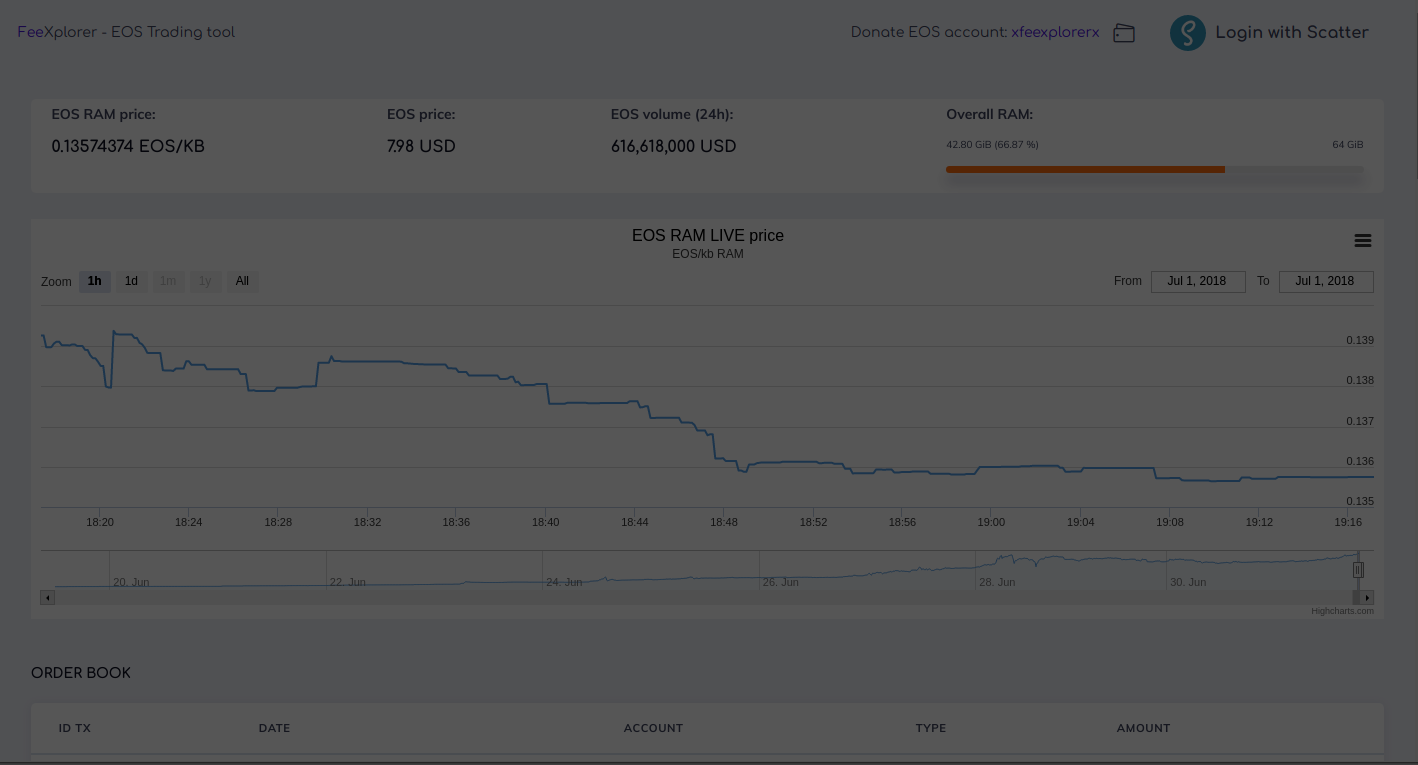 FeeXplorer - EOS Trading tool
Donate EOS account: xfeexplorerx
Login with Scatter
EOS RAM price:
EOS price:
EOS volume (24h):
Overall RAM:
0.13574374 EOS/KB
7.98 USD
616,618,000 USD
42.80 GiB (66.87 %)
64 GiB
EOS RAM LIVE price
EOS/kb RAM
Zoom 1h 1d 1m 1y All
From Jul 1, 2018 To Jul 1, 2018
0.139
0.138
0.137
0.136
0.135
18:20 18:24 18:28 18:32 18:36 18:40 18:44 18:48 18:52 18:56 19:00 19:04 19:08 19:12 19:16
20. Jun 22. Jun 24. Jun 26. Jun 28. Jun 30. Jun
Highcharts.com
ORDER BOOK
ID TX DATE ACCOUNT TYPE AMOUNT